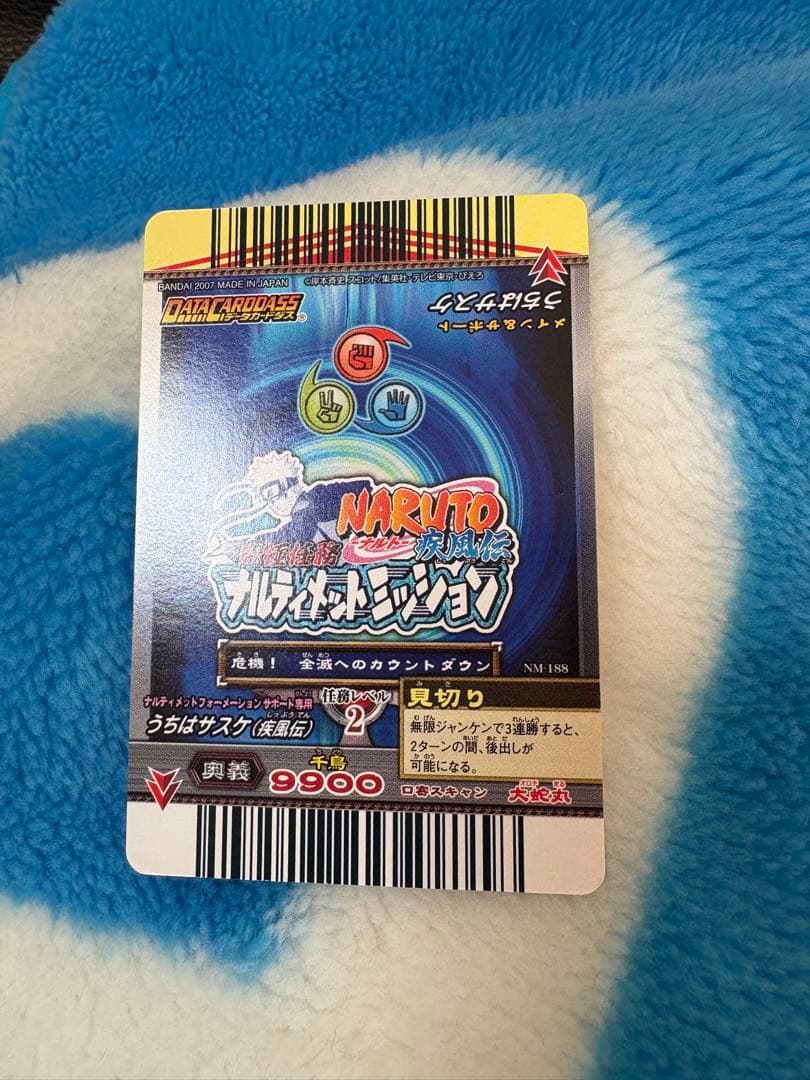 BANDAI 2007 MADE IN JAPAN ©岸本斉史 スコット/集英社・テレビ東京・ぴえろ
DATA CARDDASS®
データカードダス
うちはサスケ
メイン&サポート
NARUTO
-ナルト-
疾風伝
究極任務
ナルティメットミッション
危機! 全滅へのカウントダウン
NM-188
ナルティメットフォーメーション サポート専用
うちはサスケ(疾風伝)
任務レベル
2
見切り
無限ジャンケンで3連勝すると、
2ターンの間、後出しが
可能になる。
奥義
千鳥
9900
口寄スキャン
大蛇丸